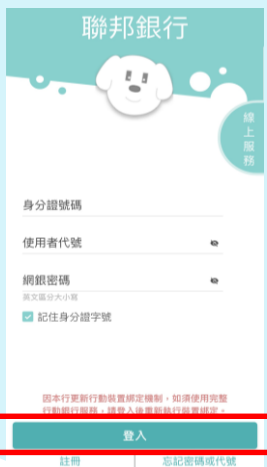 聯邦銀行
線上服務
身分證號碼
使用者代號
網銀密碼
英文區分大小寫
記住身分證字號
因本行更新行動裝置綁定機制，如須使用完整
行動銀行服務，請登入後重新執行裝置綁定。
登入
註冊
忘記密碼或代號